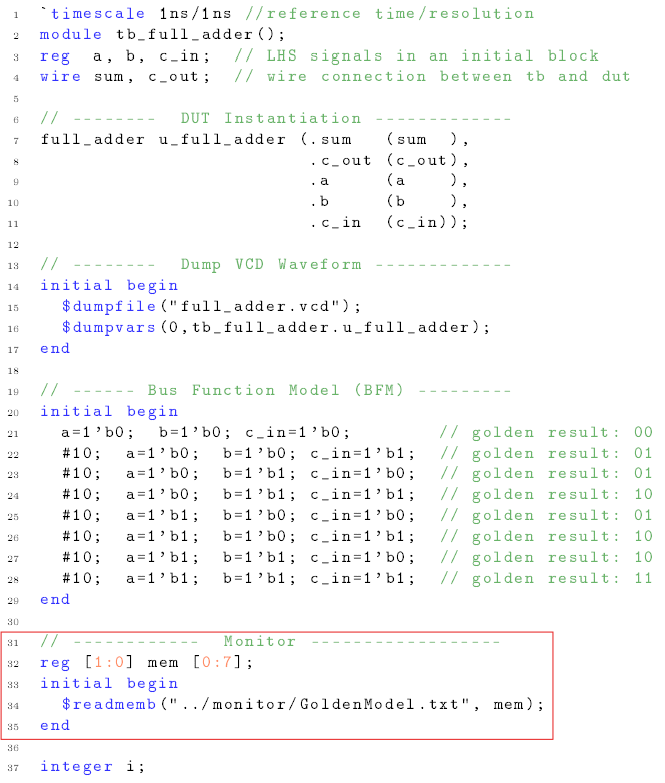 1 `timescale 1ns/1ns //reference time/resolution
2 module tb_full_adder();
3 reg  a, b, c_in;  // LHS signals in an initial block
4 wire sum, c_out;  // wire connection between tb and dut
5
6 // --------  DUT Instantiation -------------
7 full_adder u_full_adder (.sum   (sum  ),
8                          .c_out (c_out),
9                          .a     (a    ),
10                          .b     (b    ),
11                          .c_in  (c_in));
12
13 // --------  Dump VCD Waveform -------------
14 initial begin
15   $dumpfile("full_adder.vcd");
16   $dumpvars(0,tb_full_adder.u_full_adder);
17 end
18
19 // ------ Bus Function Model (BFM) ---------
20 initial begin
21   a=1'b0;  b=1'b0; c_in=1'b0;        // golden result: 00
22   #10;  a=1'b0;  b=1'b0; c_in=1'b1;  // golden result: 01
23   #10;  a=1'b0;  b=1'b1; c_in=1'b0;  // golden result: 01
24   #10;  a=1'b0;  b=1'b1; c_in=1'b1;  // golden result: 10
25   #10;  a=1'b1;  b=1'b0; c_in=1'b0;  // golden result: 01
26   #10;  a=1'b1;  b=1'b0; c_in=1'b1;  // golden result: 10
27   #10;  a=1'b1;  b=1'b1; c_in=1'b0;  // golden result: 10
28   #10;  a=1'b1;  b=1'b1; c_in=1'b1;  // golden result: 11
29 end
30
31 // ------------  Monitor ------------------
32 reg [1:0] mem [0:7];
33 initial begin
34   $readmemb("../monitor/GoldenModel.txt", mem);
35 end
36
37 integer i;